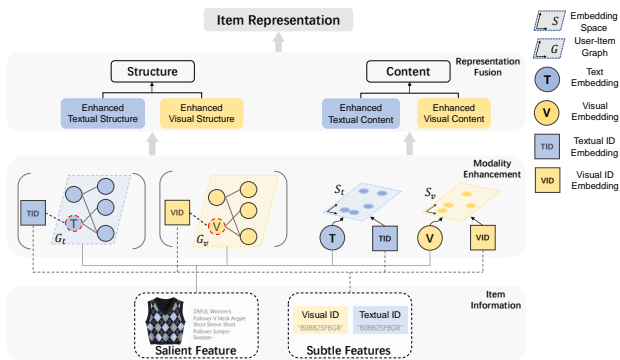 Item Representation
Representation
Fusion
Structure
Content
Enhanced
Textual Structure
Enhanced
Visual Structure
Enhanced
Textual Content
Enhanced
Visual Content
Modality
Enhancement
TID
T
G_t
VID
V
G_v
S_t
S_v
T
TID
V
VID
Item
Information
ZAFUL Women's
Pullover V Neck Argyle
Short Sleeve Short
Pullover Jumper
Sweater···
Salient Feature
Visual ID
"B0BB2SFBGR"
Textual ID
"B0BB2SFBGR"
Subtle Features
S
Embedding
Space
G
User-Item
Graph
T
Text
Embedding
V
Visual
Embedding
TID
Textual ID
Embedding
VID
Visual ID
Embedding